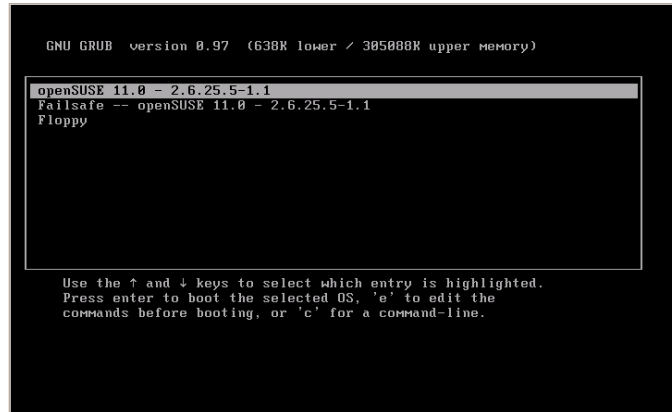 GNU GRUB  version 0.97  (638K lower / 305088K upper memory)
openSUSE 11.0 - 2.6.25.5-1.1
Failsafe -- openSUSE 11.0 - 2.6.25.5-1.1
Floppy
Use the ↑ and ↓ keys to select which entry is highlighted.
Press enter to boot the selected OS, 'e' to edit the
commands before booting, or 'c' for a command-line.